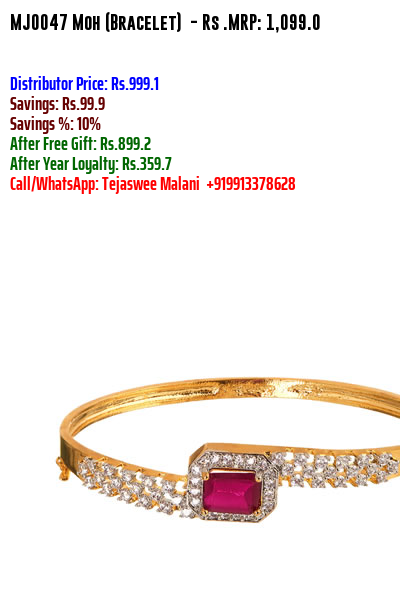 MJ0047 Moh (Bracelet) - Rs .MRP: 1,099.0
Distributor Price: Rs.999.1
Savings: Rs.99.9
Savings %: 10%
After Free Gift: Rs.899.2
After Year Loyalty: Rs.359.7
Call/WhatsApp: Tejaswee Malani +919913378628